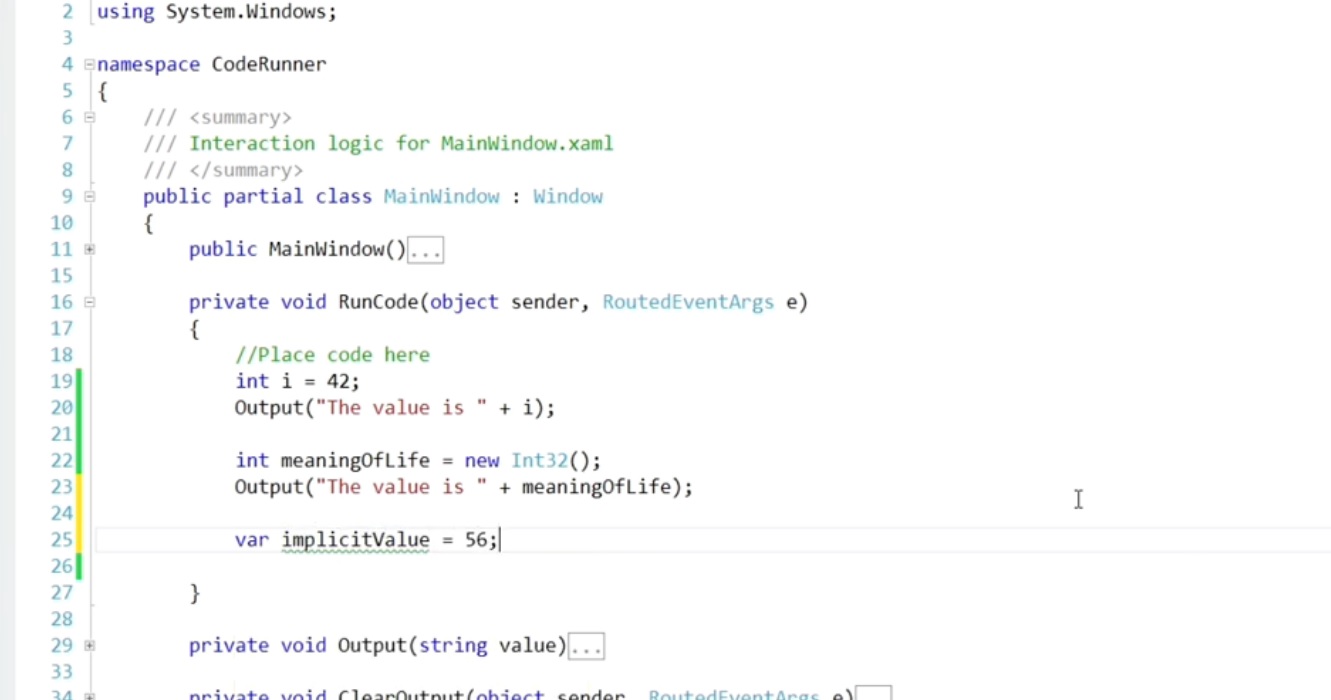 2 using System.Windows;
3
4 namespace CodeRunner
5 {
6 /// <summary>
7 /// Interaction logic for MainWindow.xaml
8 /// </summary>
9 public partial class MainWindow : Window
10 {
11 public MainWindow()...
15
16 private void RunCode(object sender, RoutedEventArgs e)
17 {
18 //Place code here
19 int i = 42;
20 Output("The value is " + i);
21
22 int meaningOfLife = new Int32();
23 Output("The value is " + meaningOfLife);
24
25 var implicitValue = 56;
26
27 }
28
29 private void Output(string value)...
33
34 private void ClearOutput(object sender, RoutedEventArgs e)